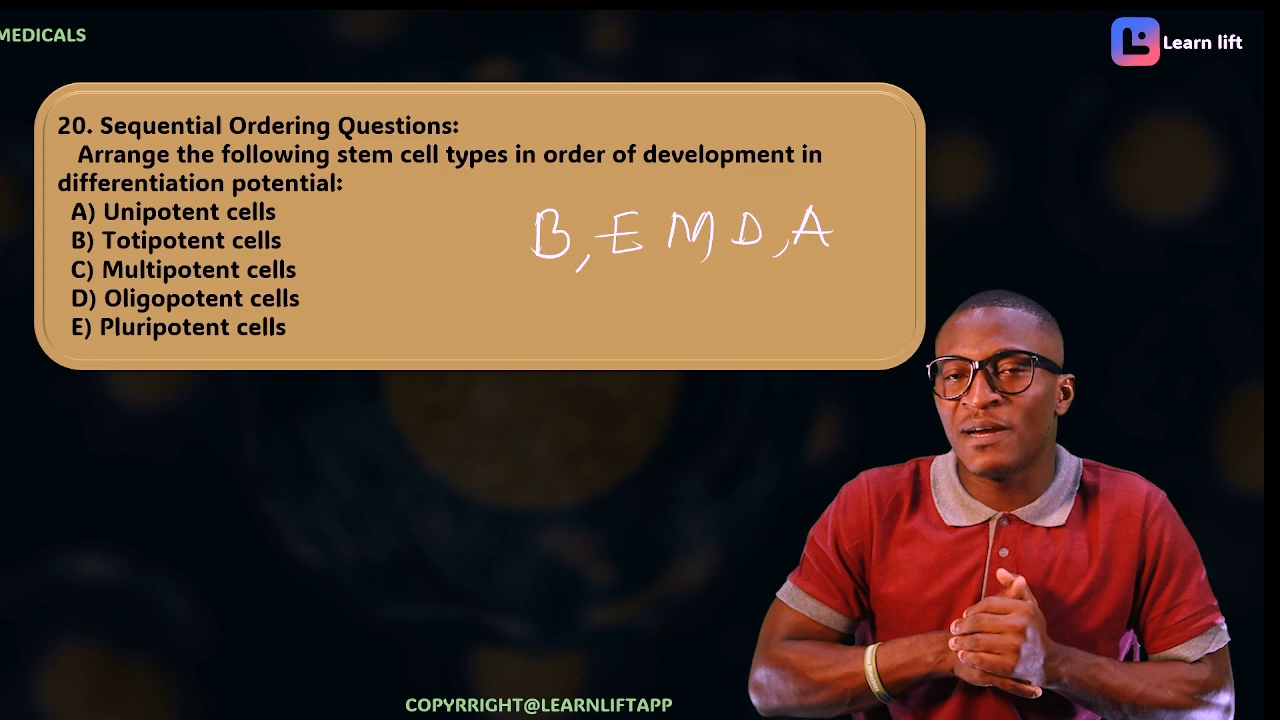 MEDICALS
Learn lift
20. Sequential Ordering Questions:
Arrange the following stem cell types in order of development in
differentiation potential:
A) Unipotent cells
B) Totipotent cells
C) Multipotent cells
D) Oligopotent cells
E) Pluripotent cells
B, E M D, A
COPYRRIGHT@LEARNLIFTAPP